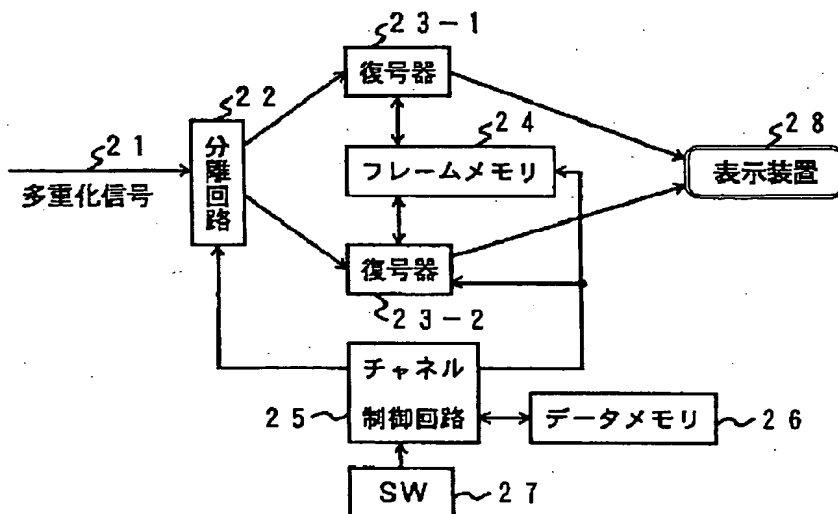 23-1
復号器
22
分離回路
24
28
21
フレームメモリ
表示装置
多重化信号
復号器
23-2
チャネル
制御回路
25
データメモリ
26
SW
27